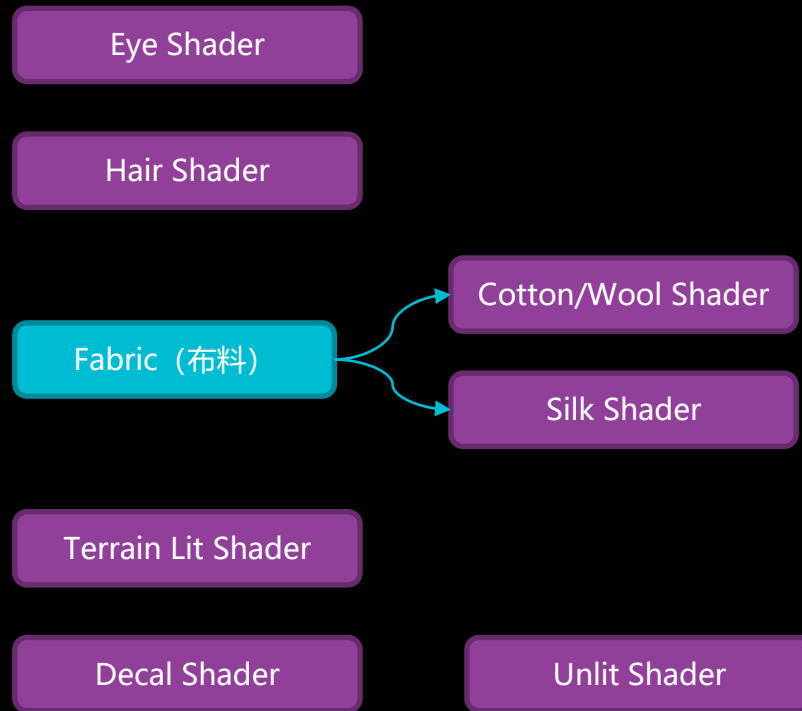 Eye Shader
Hair Shader
Cotton/Wool Shader
Fabric（布料）
Silk Shader
Terrain Lit Shader
Decal Shader
Unlit Shader